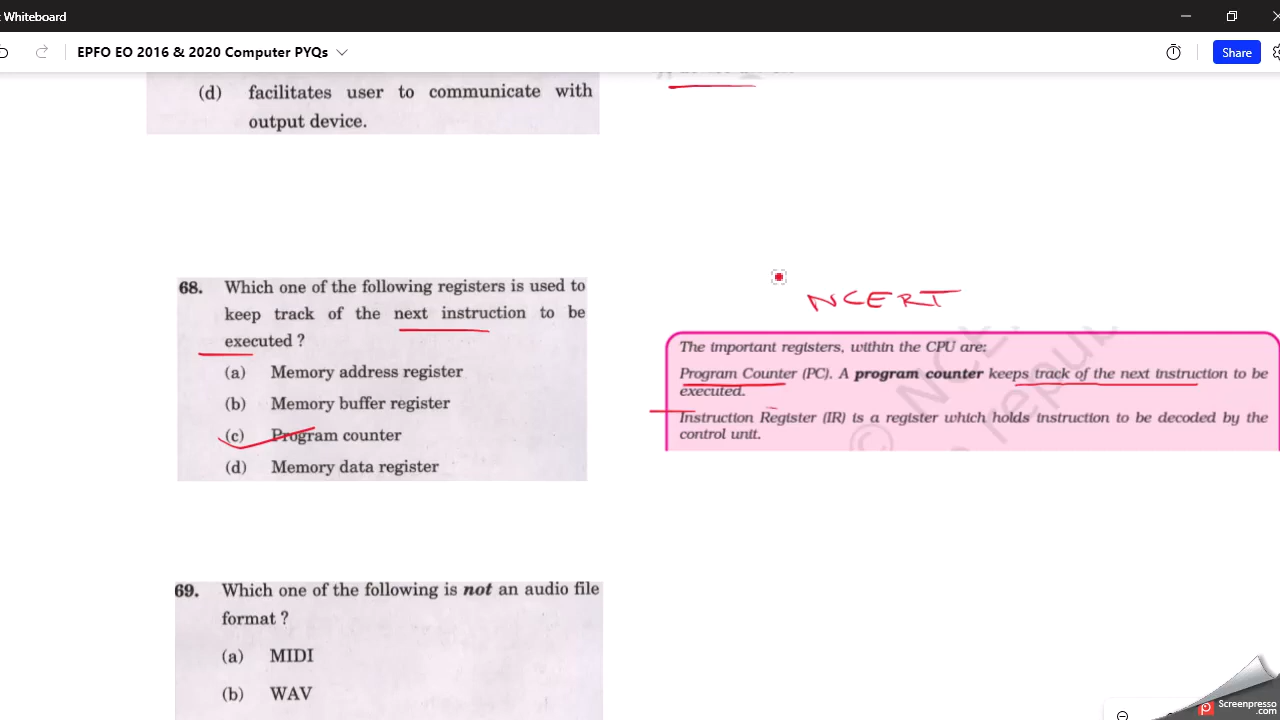 Whiteboard
EPFO EO 2016 & 2020 Computer PYQs
Share
(d) facilitates user to communicate with
output device.
68. Which one of the following registers is used to
keep track of the next instruction to be
executed ?
(a) Memory address register
(b) Memory buffer register
(c) Program counter
(d) Memory data register
NCERT
The important registers, within the CPU are:
Program Counter (PC). A program counter keeps track of the next instruction to be
executed.
Instruction Register (IR) is a register which holds instruction to be decoded by the
control unit.
69. Which one of the following is not an audio file
format ?
(a) MIDI
(b) WAV
Screenpresso
.com